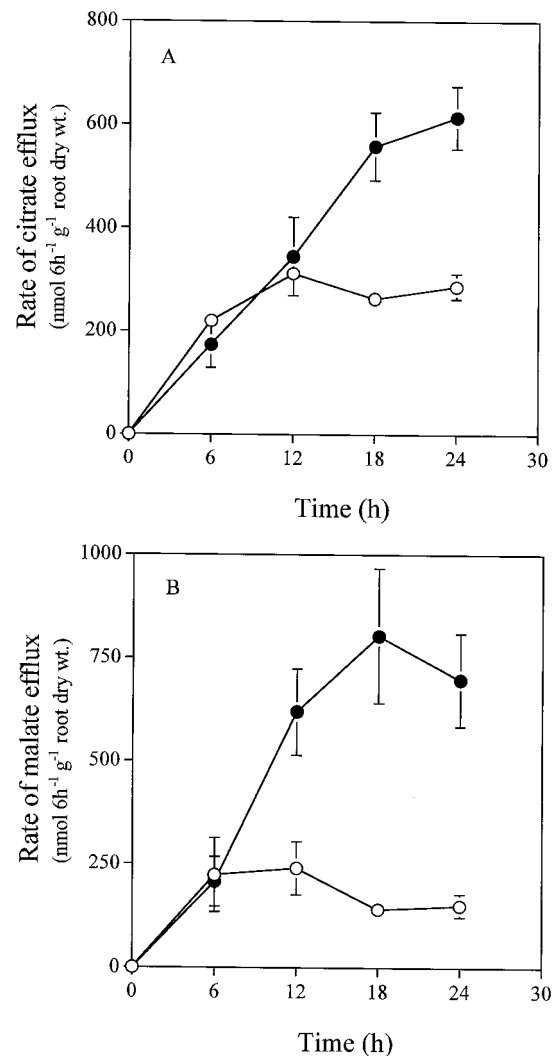 A
800
600
400
200
0
Rate of citrate efflux
(nmol 6h⁻¹ g⁻¹ root dry wt.)
0 6 12 18 24 30
Time (h)
B
1000
750
500
250
0
Rate of malate efflux
(nmol 6h⁻¹ g⁻¹ root dry wt.)
0 6 12 18 24 30
Time (h)